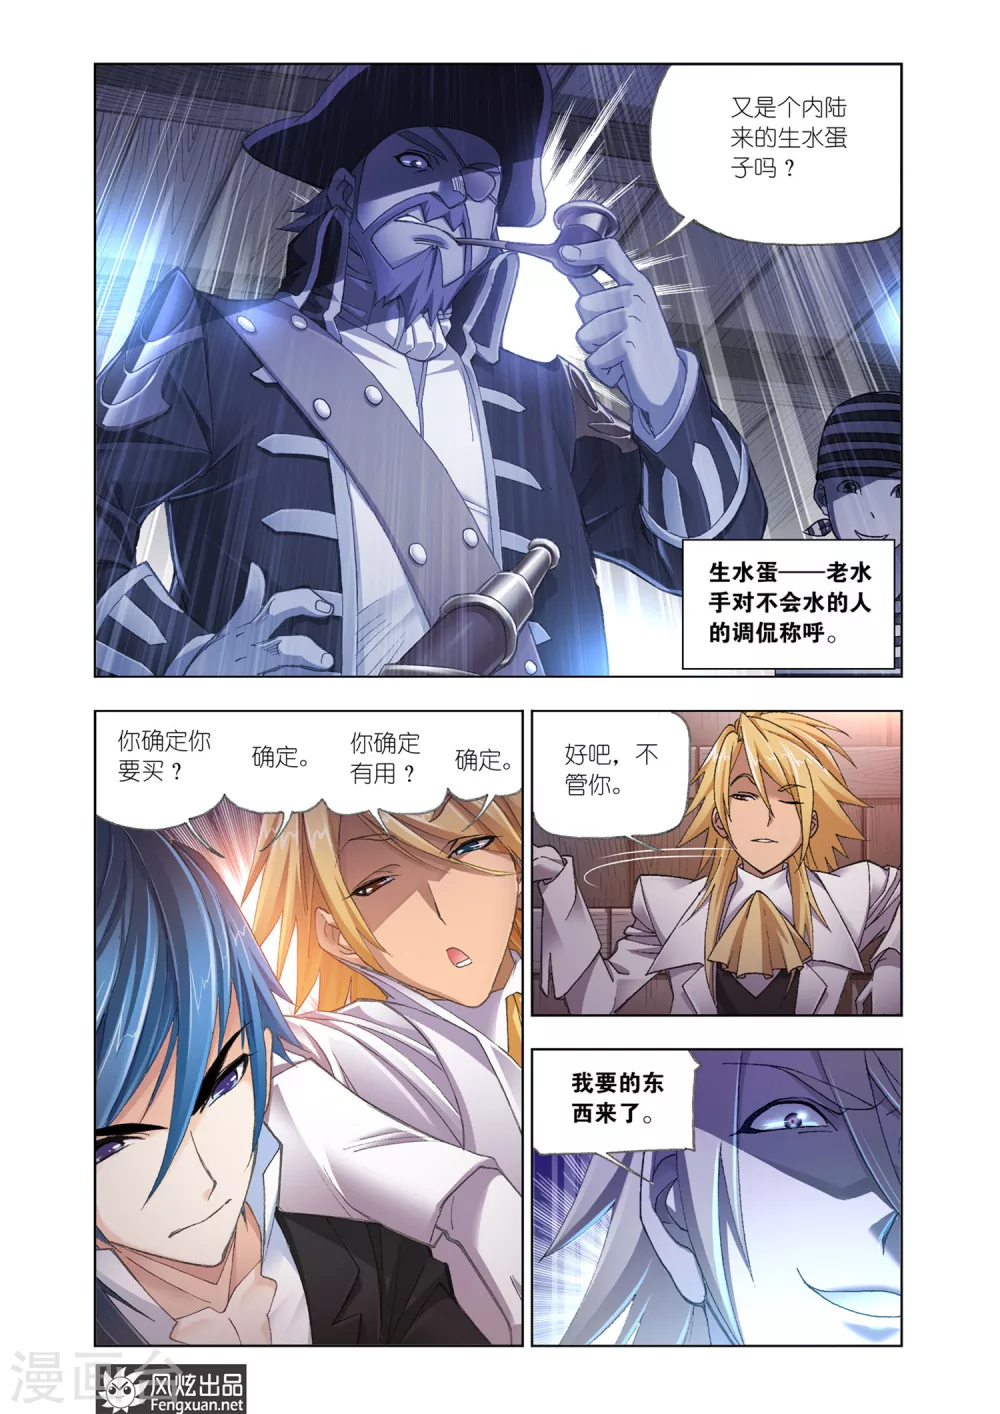 又是个内陆
来的生水蛋
子吗？
生水蛋——老水
手对不会水的人
的调侃称呼。
你确定你
要买？
确定。
你确定
有用？
确定。
好吧，不
管你。
我要的东
西来了。
漫画台
风炫出品
Fengxuan.net